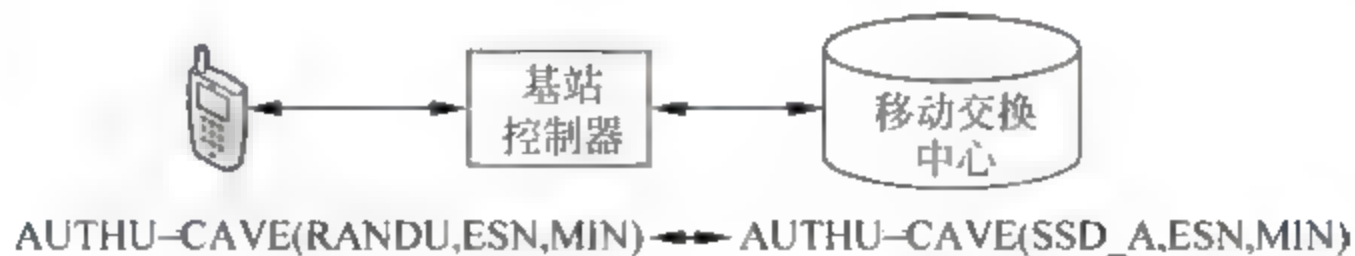 基站
控制器
移动交换
中心
AUTHU-CAVE(RANDU,ESN,MIN) AUTHU-CAVE(SSD_A,ESN,MIN)